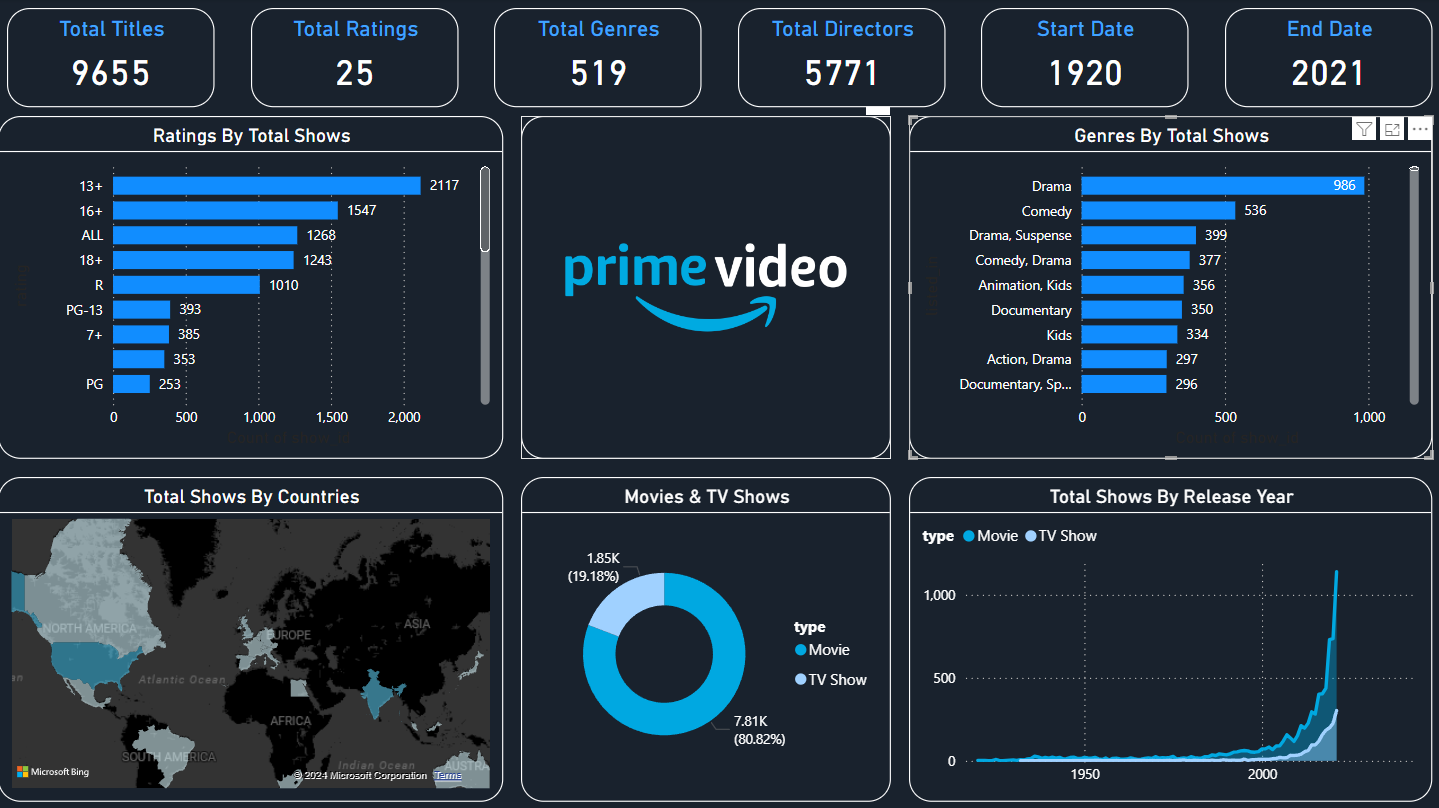 Total Titles
9655
Total Ratings
25
Total Genres
519
Total Directors
5771
Start Date
1920
End Date
2021
Ratings By Total Shows
13+ 2117
16+ 1547
ALL 1268
18+ 1243
R 1010
PG-13 393
7+ 385
353
PG 253
0 500 1,000 1,500 2,000
prime video
Genres By Total Shows
Drama 986
Comedy 536
Drama, Suspense 399
Comedy, Drama 377
Animation, Kids 356
Documentary 350
Kids 334
Action, Drama 297
Documentary, Sp... 296
0 500 1,000
Total Shows By Countries
NORTH AMERICA
EUROPE
ASIA
Atlantic Ocean
AFRICA
SOUTH AMERICA
Indian Ocean
AUSTRA
Microsoft Bing
© 2024 Microsoft Corporation Terms
Movies & TV Shows
1.85K
(19.18%)
type
Movie
TV Show
7.81K
(80.82%)
Total Shows By Release Year
type Movie TV Show
1,000
500
0
1950 2000